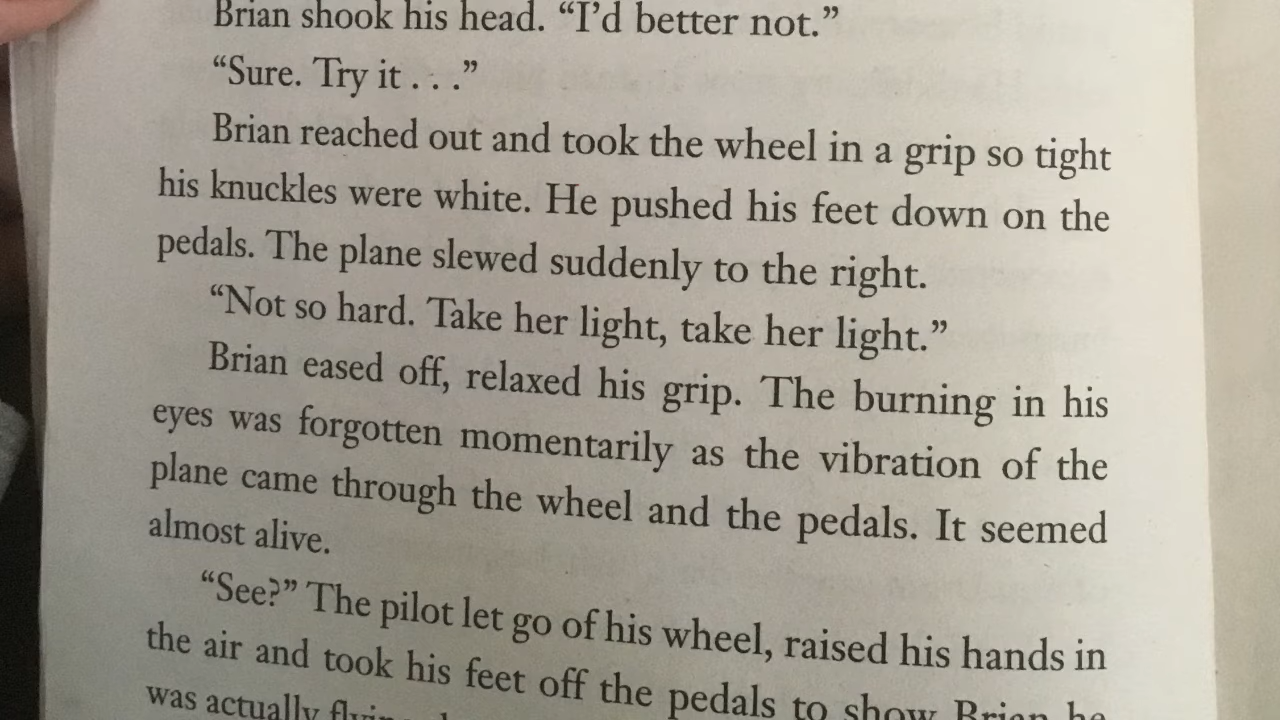 Brian shook his head. “I’d better not.”
“Sure. Try it . . .”
Brian reached out and took the wheel in a grip so tight
his knuckles were white. He pushed his feet down on the
pedals. The plane slewed suddenly to the right.
“Not so hard. Take her light, take her light.”
Brian eased off, relaxed his grip. The burning in his
eyes was forgotten momentarily as the vibration of the
plane came through the wheel and the pedals. It seemed
almost alive.
“See?” The pilot let go of his wheel, raised his hands in
the air and took his feet off the pedals to show Brian he
was actually